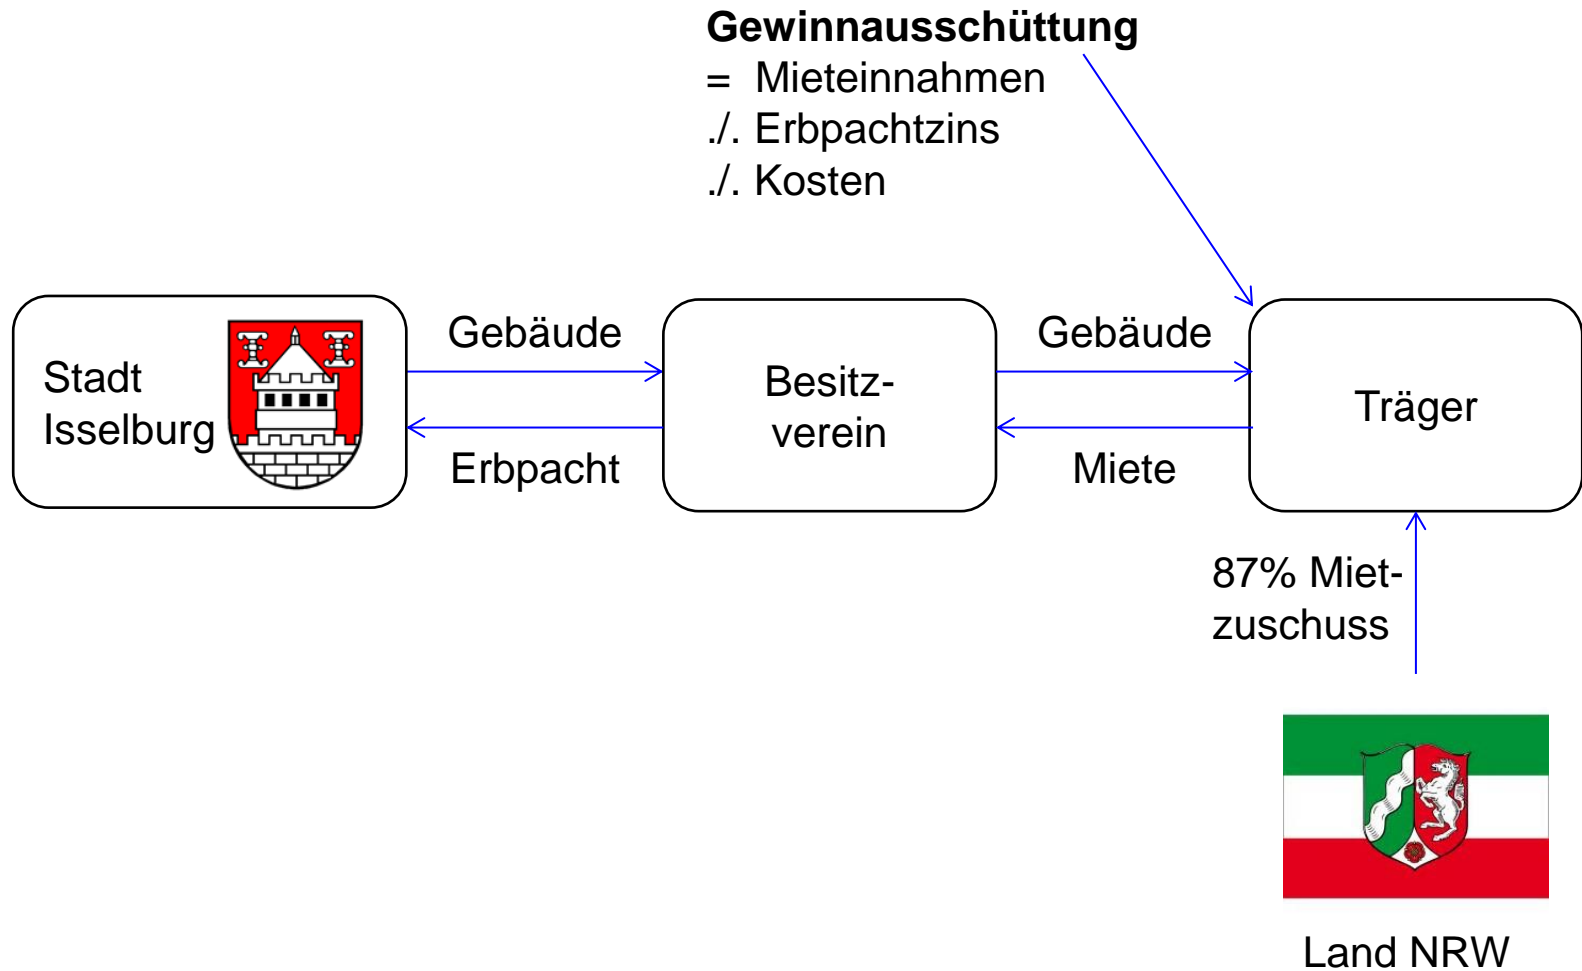 Gewinnausschüttung
= Mieteinnahmen
./. Erbpachtzins
./. Kosten
Stadt
Isselburg
Gebäude
Erbpacht
Besitz-
verein
Gebäude
Miete
Träger
87% Miet-
zuschuss
Land NRW